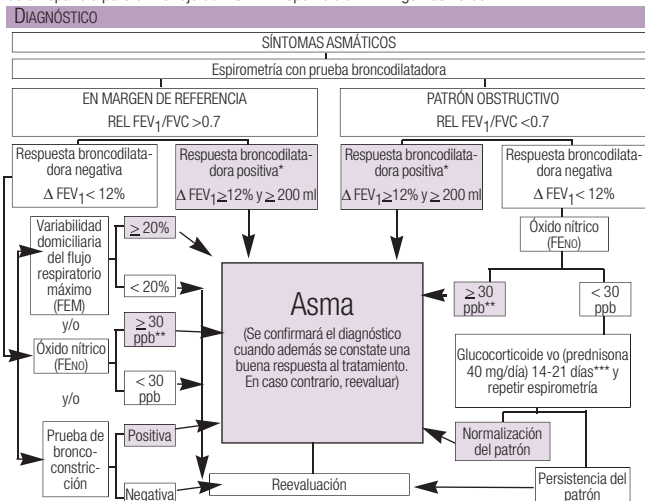 DIAGNÓSTICO
SÍNTOMAS ASMÁTICOS
Espirometría con prueba broncodilatadora
EN MARGEN DE REFERENCIA
REL FEV1/FVC >0.7
PATRÓN OBSTRUCTIVO
REL FEV1/FVC <0.7
Respuesta broncodilata-
dora negativa
Δ FEV1< 12%
Respuesta broncodilata-
dora positiva*
Δ FEV1≥12% y ≥ 200 ml
Respuesta broncodilata-
dora positiva*
Δ FEV1≥12% y ≥ 200 ml
Respuesta broncodilata-
dora negativa
Δ FEV1< 12%
Variabilidad
domiciliaria
del flujo
respiratorio
máximo
(FEM)
≥ 20%
< 20%
y/o
Óxido nítrico
(FENO)
≥ 30
ppb**
< 30
ppb
y/o
Prueba de
bronco-
constric-
ción
Positiva
Negativa
Asma
(Se confirmará el diagnóstico
cuando además se constate una
buena respuesta al tratamiento.
En caso contrario, reevaluar)
Reevaluación
Óxido nítrico
(FENO)
≥ 30
ppb**
< 30
ppb
Glucocorticoide vo (prednisona
40 mg/día) 14-21 días*** y
repetir espirometría
Normalización
del patrón
Persistencia del
patrón